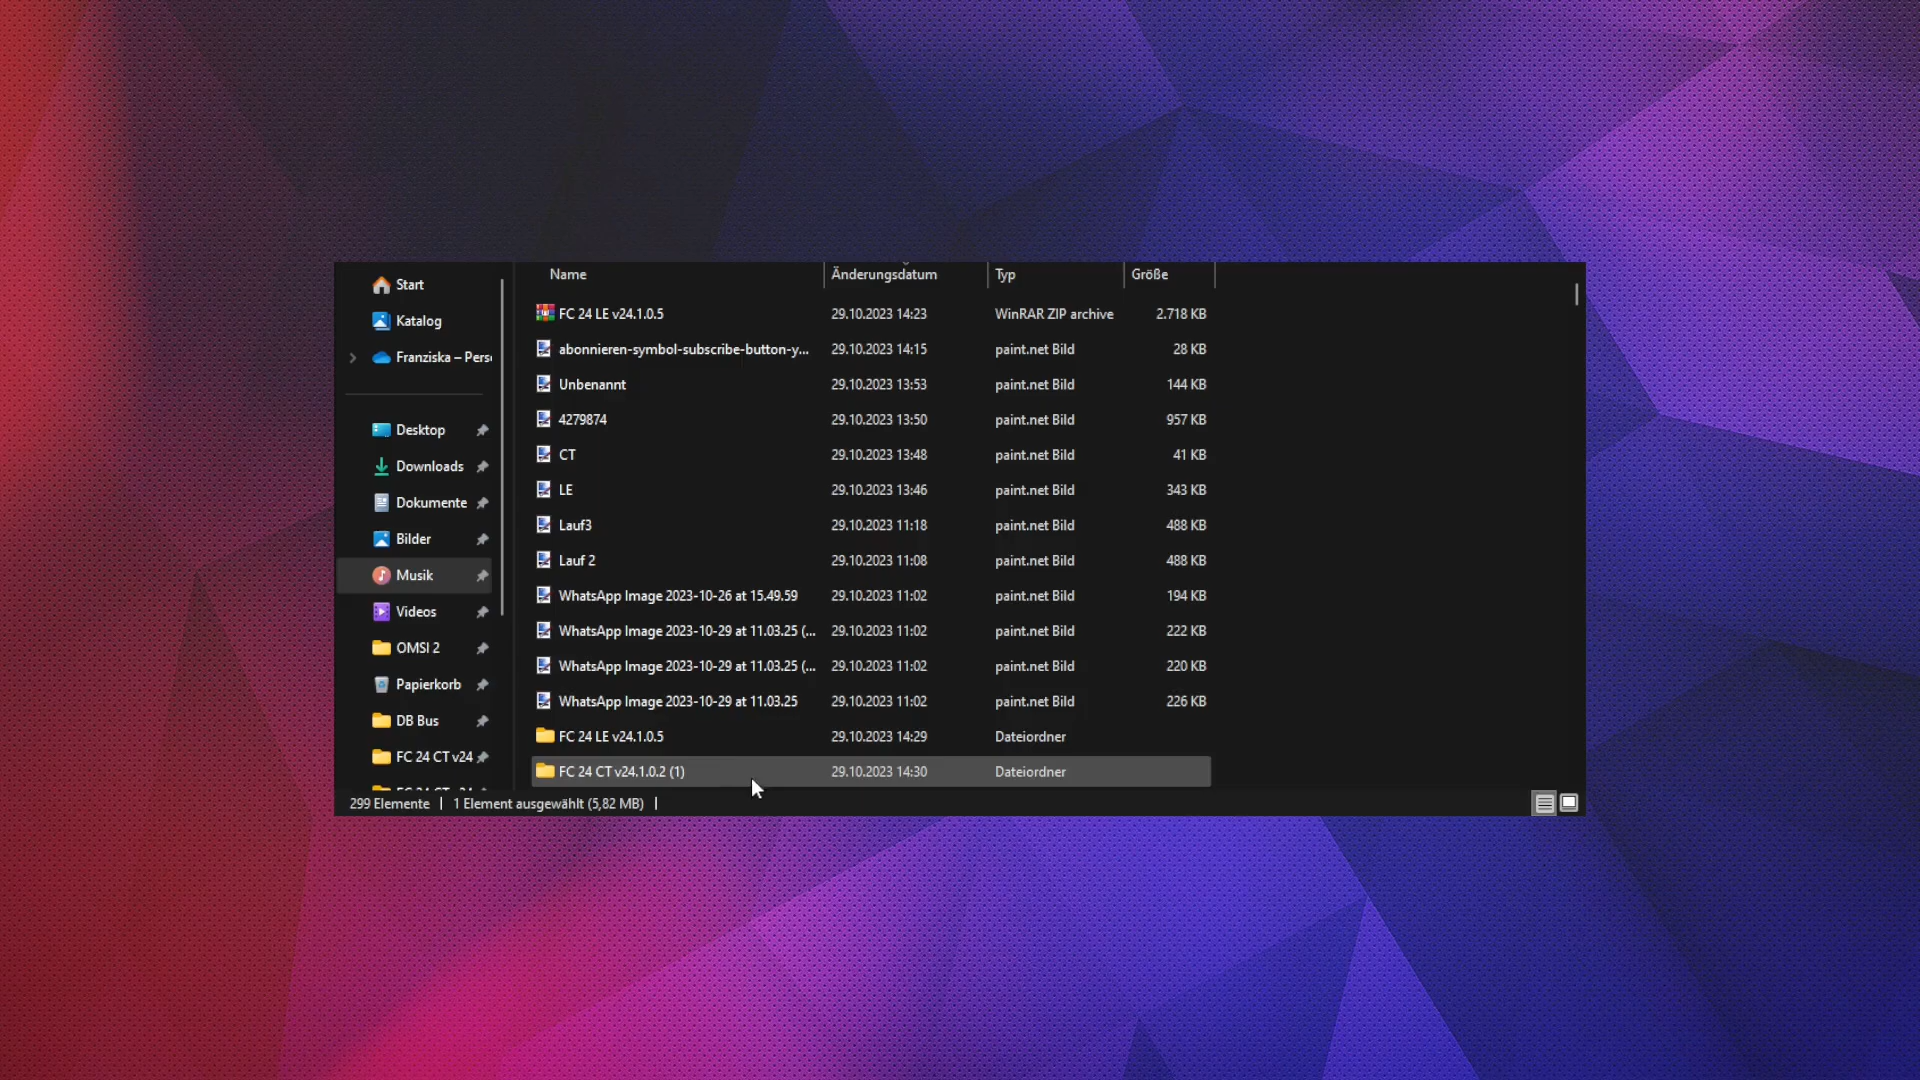 Start
Katalog
Franziska – Pers
Desktop
Downloads
Dokumente
Bilder
Musik
Videos
OMSI 2
Papierkorb
DB Bus
FC 24 CT v24
Name Änderungsdatum Typ Größe
FC 24 LE v24.1.0.5 29.10.2023 14:23 WinRAR ZIP archive 2.718 KB
abonnieren-symbol-subscribe-button-y... 29.10.2023 14:15 paint.net Bild 28 KB
Unbenannt 29.10.2023 13:53 paint.net Bild 144 KB
4279874 29.10.2023 13:50 paint.net Bild 957 KB
CT 29.10.2023 13:48 paint.net Bild 41 KB
LE 29.10.2023 13:46 paint.net Bild 343 KB
Lauf3 29.10.2023 11:18 paint.net Bild 488 KB
Lauf 2 29.10.2023 11:08 paint.net Bild 488 KB
WhatsApp Image 2023-10-26 at 15.49.59 29.10.2023 11:02 paint.net Bild 194 KB
WhatsApp Image 2023-10-29 at 11.03.25 (... 29.10.2023 11:02 paint.net Bild 222 KB
WhatsApp Image 2023-10-29 at 11.03.25 (... 29.10.2023 11:02 paint.net Bild 220 KB
WhatsApp Image 2023-10-29 at 11.03.25 29.10.2023 11:02 paint.net Bild 226 KB
FC 24 LE v24.1.0.5 29.10.2023 14:29 Dateiordner
FC 24 CT v24.1.0.2 (1) 29.10.2023 14:30 Dateiordner
299 Elemente | 1 Element ausgewählt (5,82 MB) |